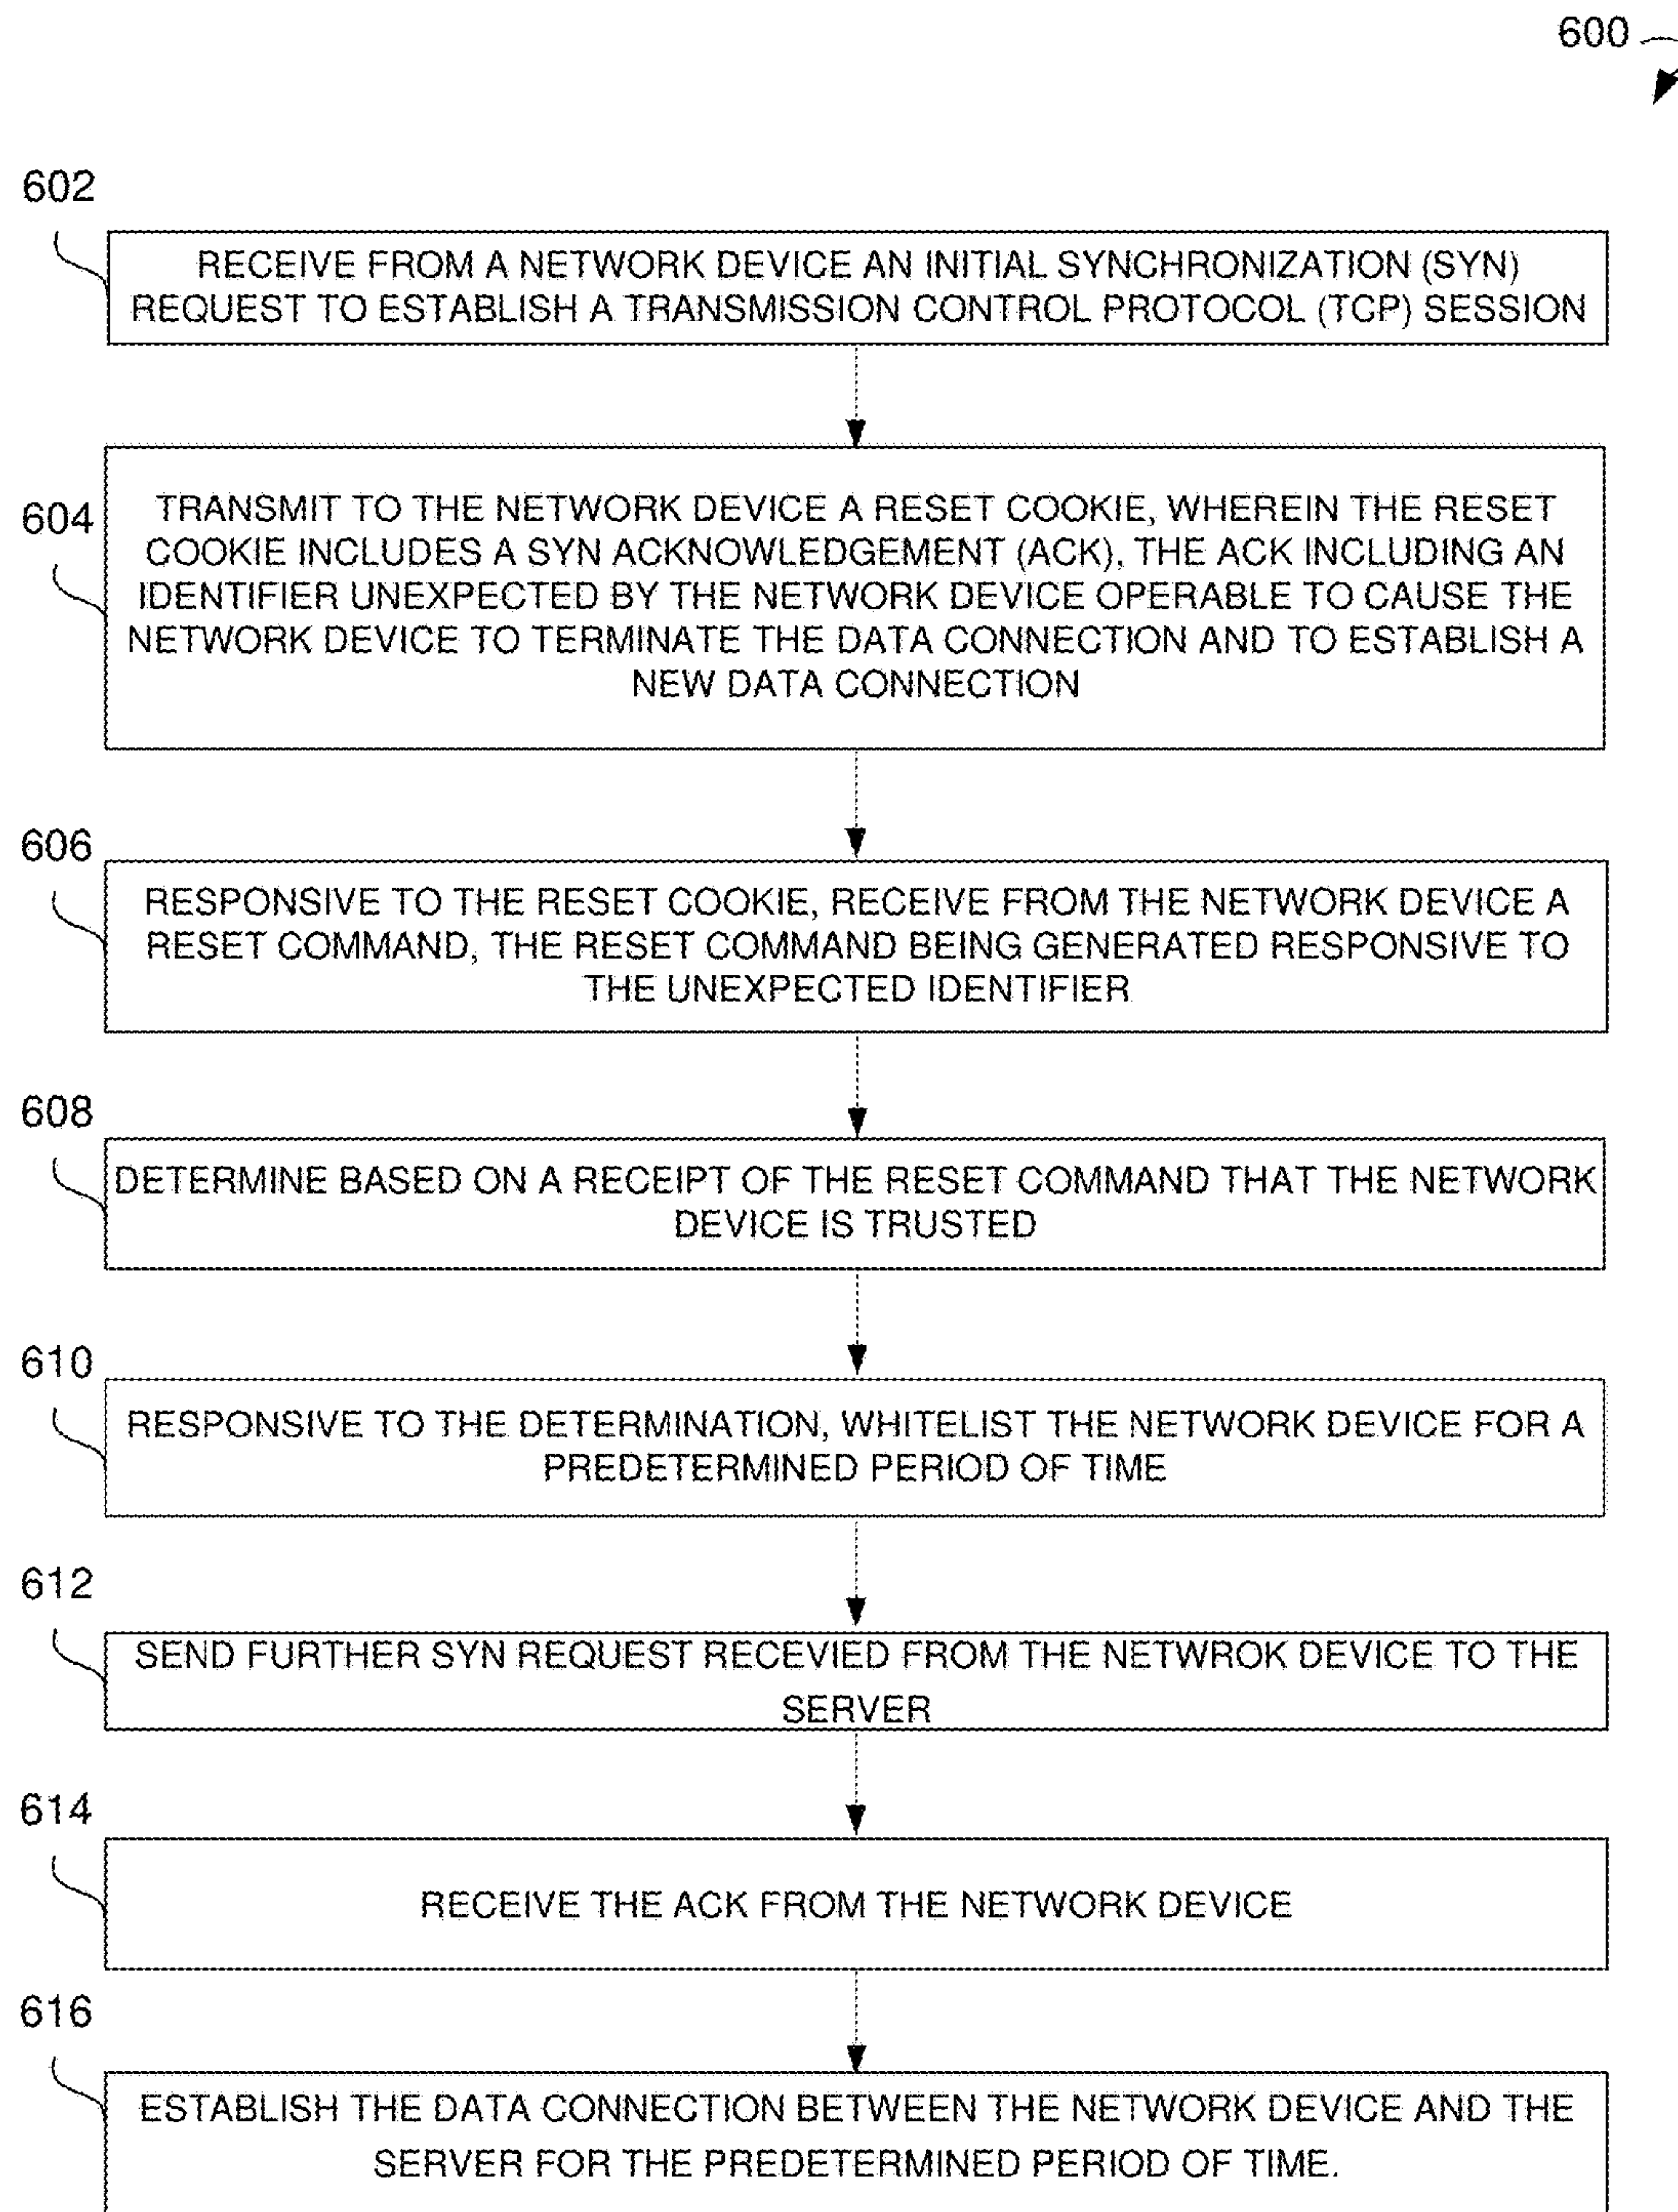 600
602
RECEIVE FROM A NETWORK DEVICE AN INITIAL SYNCHRONIZATION (SYN)
REQUEST TO ESTABLISH A TRANSMISSION CONTROL PROTOCOL (TCP) SESSION
604
TRANSMIT TO THE NETWORK DEVICE A RESET COOKIE, WHEREIN THE RESET
COOKIE INCLUDES A SYN ACKNOWLEDGEMENT (ACK), THE ACK INCLUDING AN
IDENTIFIER UNEXPECTED BY THE NETWORK DEVICE OPERABLE TO CAUSE THE
NETWORK DEVICE TO TERMINATE THE DATA CONNECTION AND TO ESTABLISH A
NEW DATA CONNECTION
606
RESPONSIVE TO THE RESET COOKIE, RECEIVE FROM THE NETWORK DEVICE A
RESET COMMAND, THE RESET COMMAND BEING GENERATED RESPONSIVE TO
THE UNEXPECTED IDENTIFIER
608
DETERMINE BASED ON A RECEIPT OF THE RESET COMMAND THAT THE NETWORK
DEVICE IS TRUSTED
610
RESPONSIVE TO THE DETERMINATION, WHITELIST THE NETWORK DEVICE FOR A
PREDETERMINED PERIOD OF TIME
612
SEND FURTHER SYN REQUEST RECEVIED FROM THE NETWROK DEVICE TO THE
SERVER
614
RECEIVE THE ACK FROM THE NETWORK DEVICE
616
ESTABLISH THE DATA CONNECTION BETWEEN THE NETWORK DEVICE AND THE
SERVER FOR THE PREDETERMINED PERIOD OF TIME.